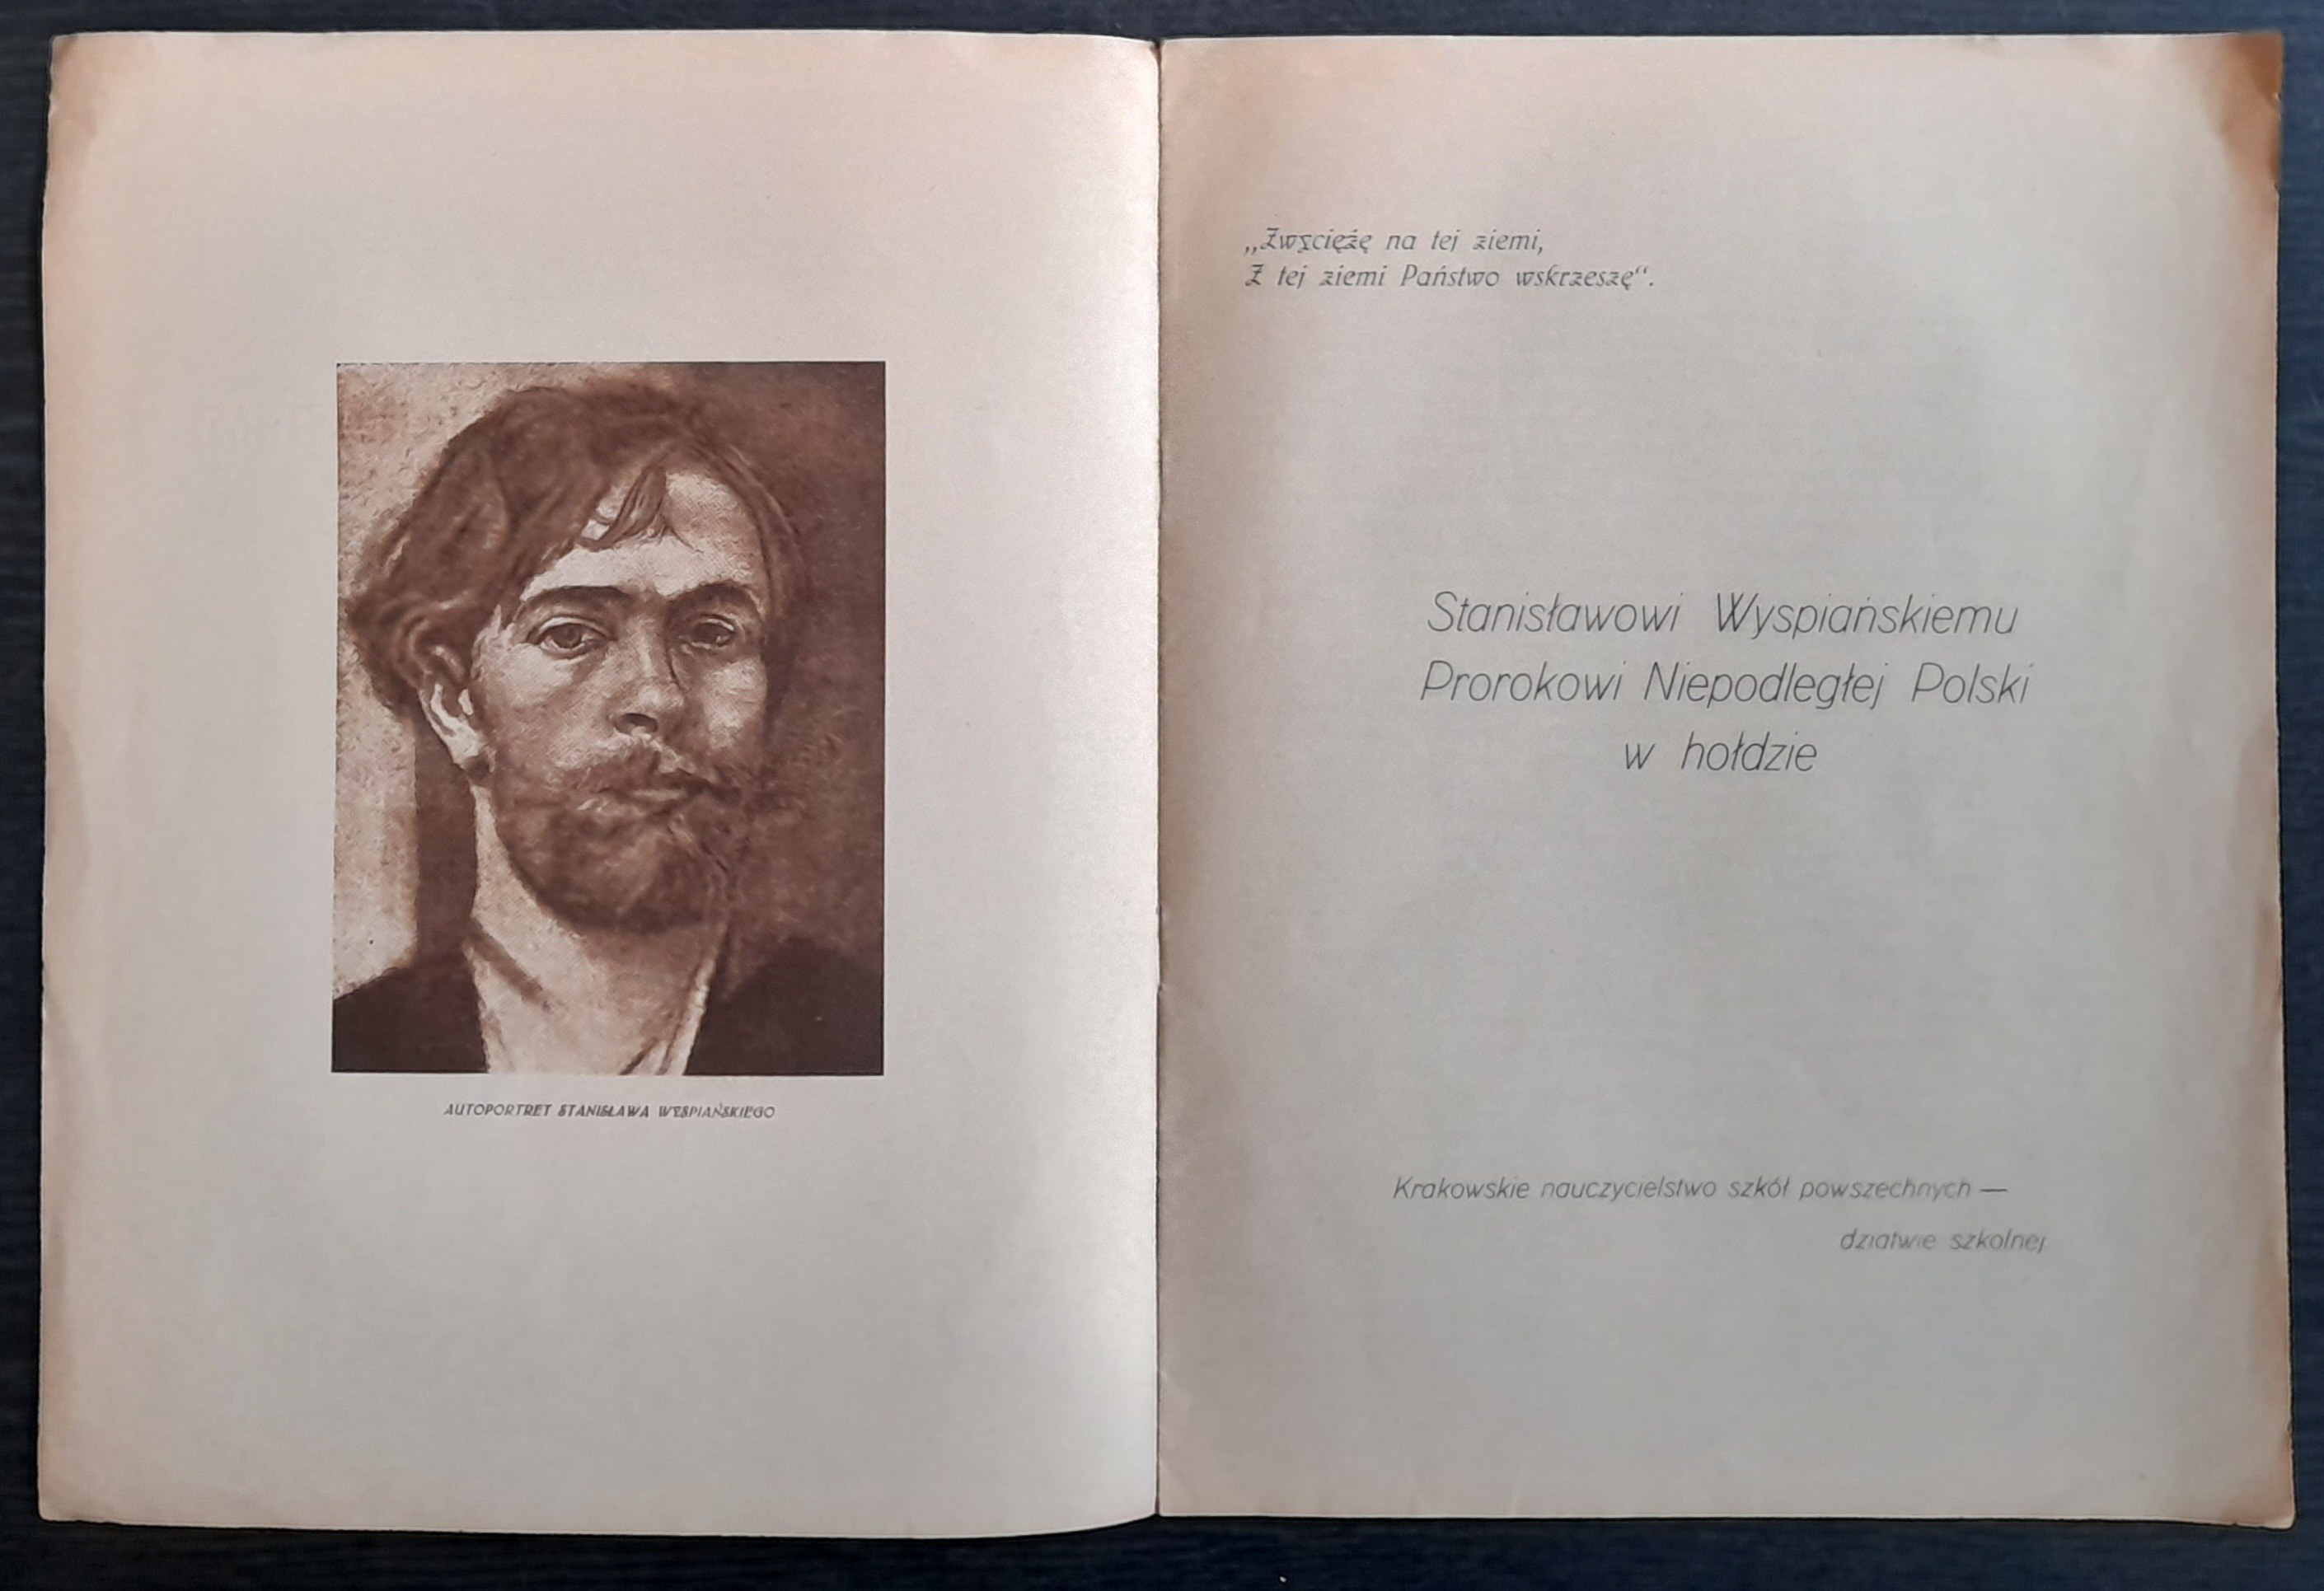 AUTOPORTRET STANISŁAWA WYSPIAŃSKIEGO
„Zwyciężę na tej ziemi,
Z tej ziemi Państwo wskrzeszę“.
Stanisławowi Wyspiańskiemu
Prorokowi Niepodległej Polski
w hołdzie
Krakowskie nauczycielstwo szkół powszechnych —
dziatwie szkolnej